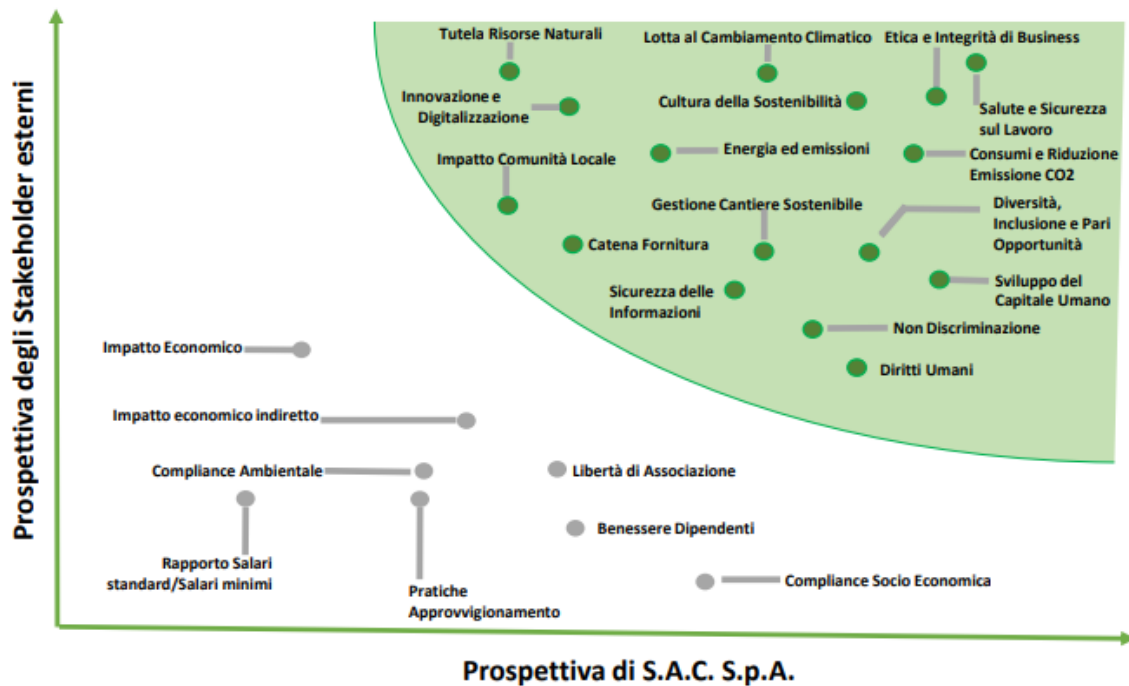 Prospettiva degli Stakeholder esterni
Tutela Risorse Naturali
Lotta al Cambiamento Climatico
Etica e Integrità di Business
Innovazione e
Digitalizzazione
Cultura della Sostenibilità
Salute e Sicurezza
sul Lavoro
Impatto Comunità Locale
Energia ed emissioni
Consumi e Riduzione
Emissione CO2
Gestione Cantiere Sostenibile
Diversità,
Inclusione e Pari
Opportunità
Catena Fornitura
Sicurezza delle
Informazioni
Sviluppo del
Capitale Umano
Non Discriminazione
Diritti Umani
Impatto Economico
Impatto economico indiretto
Compliance Ambientale
Libertà di Associazione
Benessere Dipendenti
Rapporto Salari
standard/Salari minimi
Pratiche
Approvvigionamento
Compliance Socio Economica
Prospettiva di S.A.C. S.p.A.